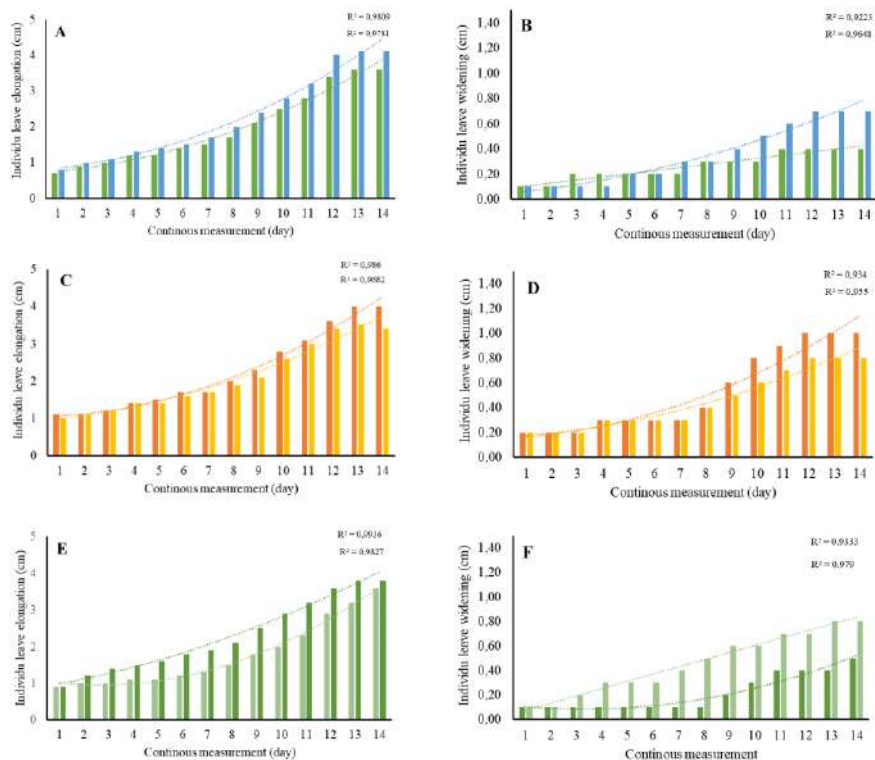 A
R² = 0,9809
R² = 0,9781
Individu leave elongation (cm)
5
4
3
2
1
0
1 2 3 4 5 6 7 8 9 10 11 12 13 14
Continous measurement (day)
B
R² = 0,9223
R² = 0,9648
Individu leave widening (cm)
1,40
1,20
1,00
0,80
0,60
0,40
0,20
0,00
1 2 3 4 5 6 7 8 9 10 11 12 13 14
Continous measurement (day)
C
R² = 0,986
R² = 0,9682
Individu leave elongation (cm)
5
4
3
2
1
0
1 2 3 4 5 6 7 8 9 10 11 12 13 14
Continous measurement (day)
D
R² = 0,934
R² = 0,955
Individu leave widening (cm)
1,40
1,20
1,00
0,80
0,60
0,40
0,20
0,00
1 2 3 4 5 6 7 8 9 10 11 12 13 14
Continous measurement (day)
E
R² = 0,9936
R² = 0,9827
Individu leave elongation (cm)
5
4
3
2
1
0
1 2 3 4 5 6 7 8 9 10 11 12 13 14
Continous measurement (day)
F
R² = 0,9333
R² = 0,979
Individu leave widening (cm)
1,40
1,20
1,00
0,80
0,60
0,40
0,20
0,00
1 2 3 4 5 6 7 8 9 10 11 12 13 14
Continous measurement